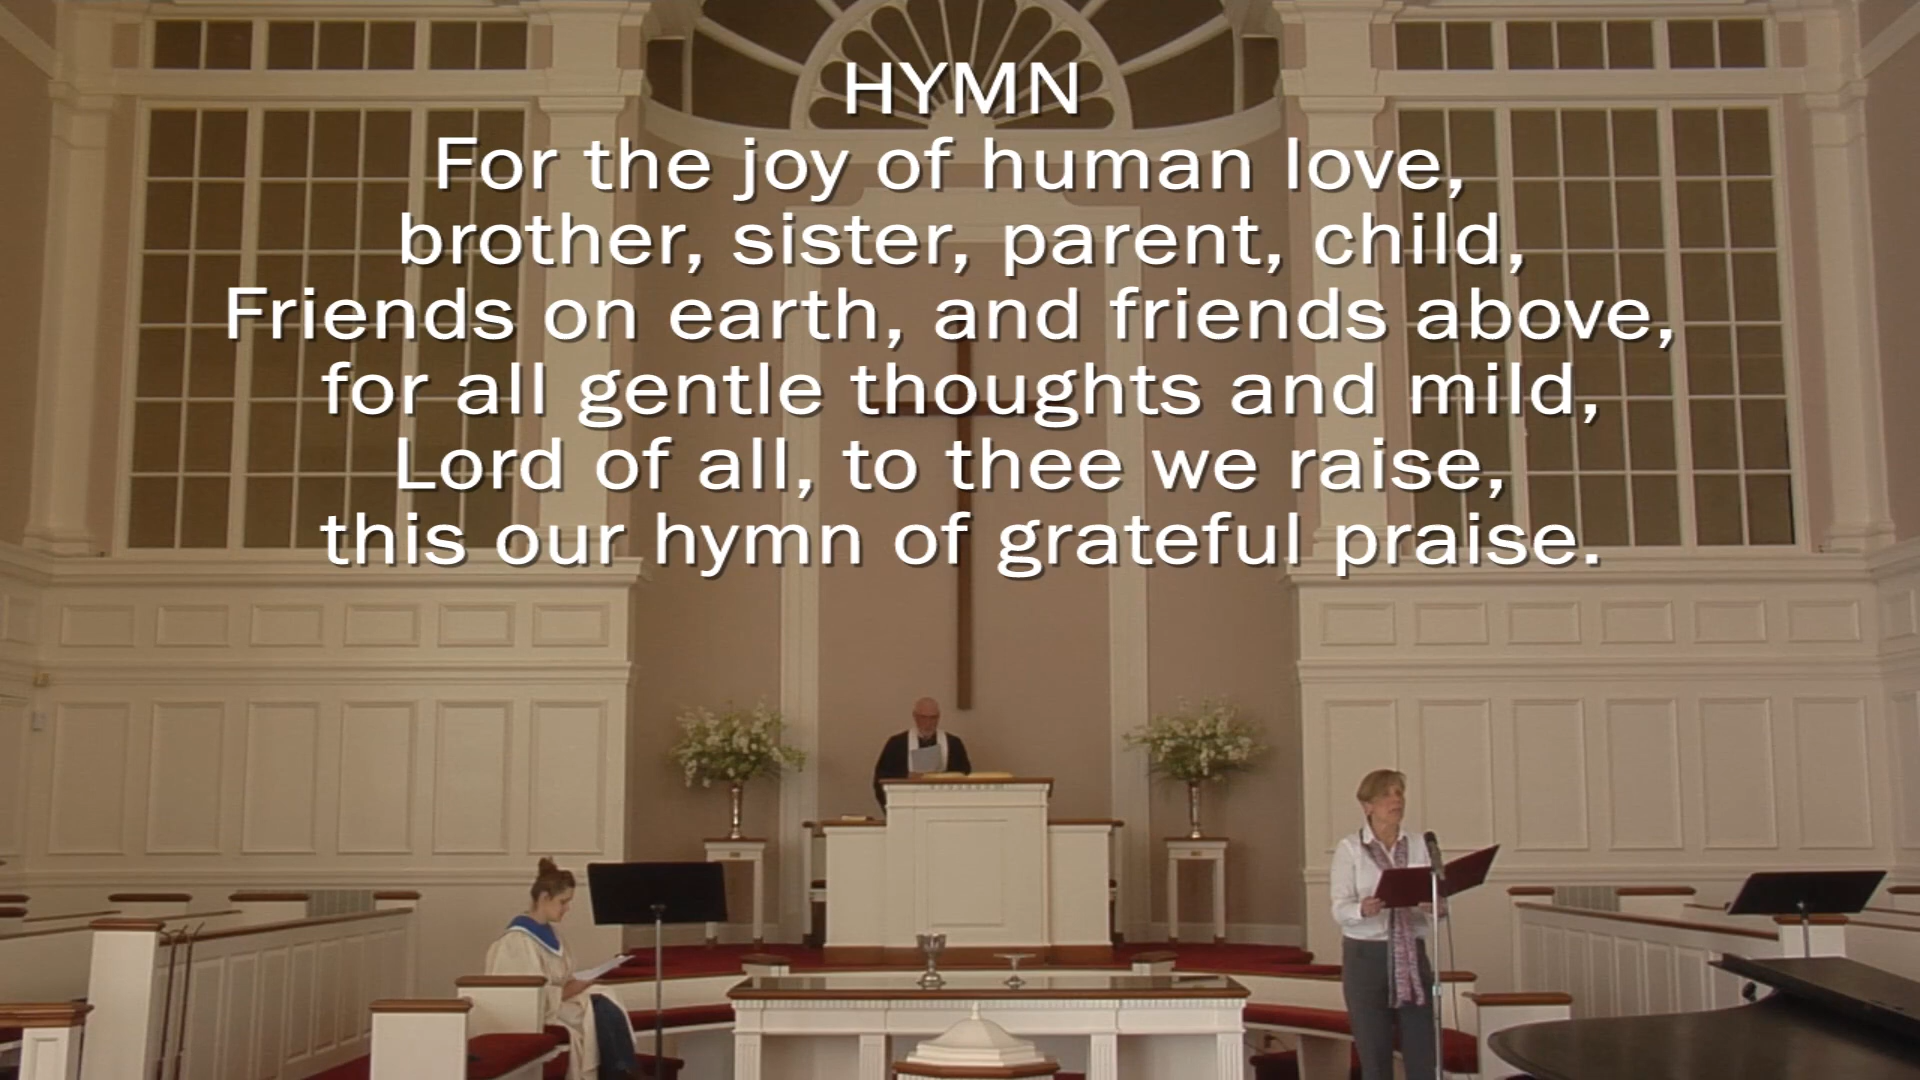 HYMN
For the joy of human love,
brother, sister, parent, child,
Friends on earth, and friends above,
for all gentle thoughts and mild,
Lord of all, to thee we raise,
this our hymn of grateful praise.